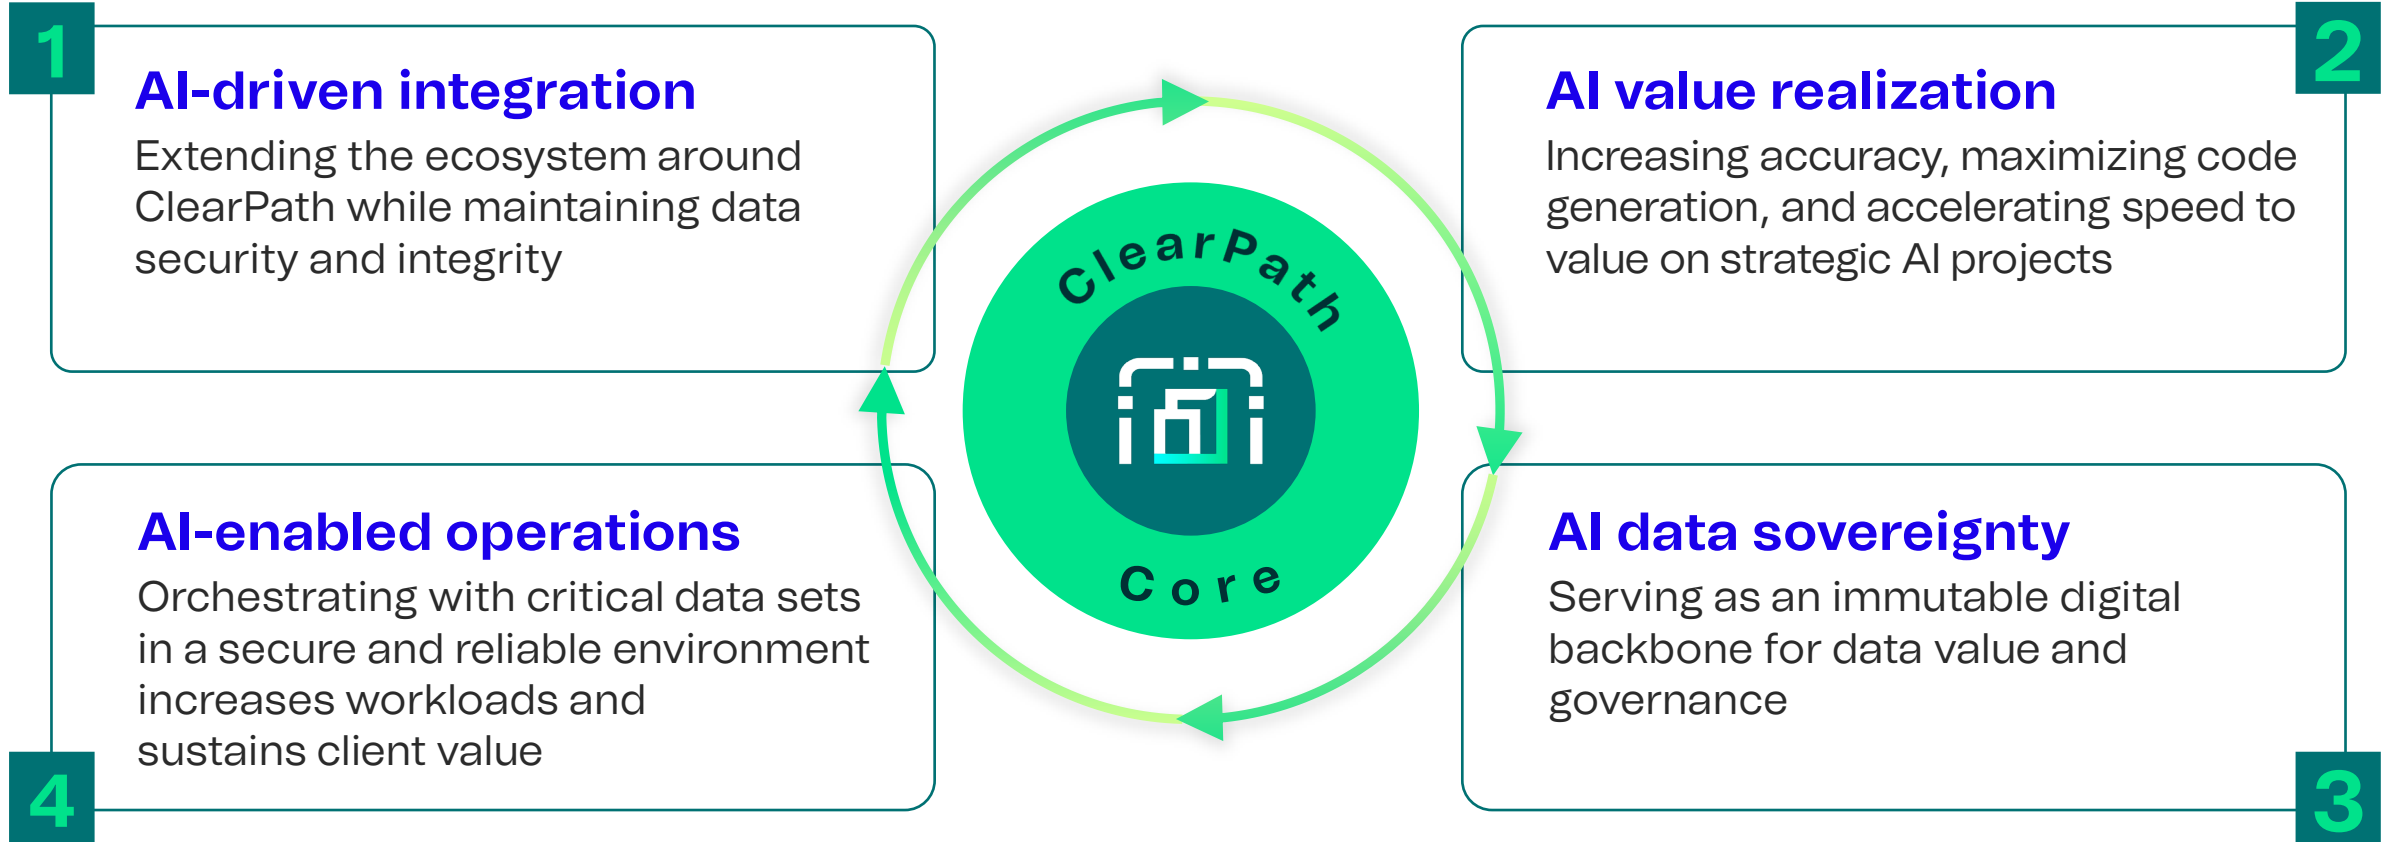 1
AI-driven integration
Extending the ecosystem around
ClearPath while maintaining data
security and integrity
2
AI value realization
Increasing accuracy, maximizing code
generation, and accelerating speed to
value on strategic AI projects
ClearPath
Core
3
AI data sovereignty
Serving as an immutable digital
backbone for data value and
governance
4
AI-enabled operations
Orchestrating with critical data sets
in a secure and reliable environment
increases workloads and
sustains client value